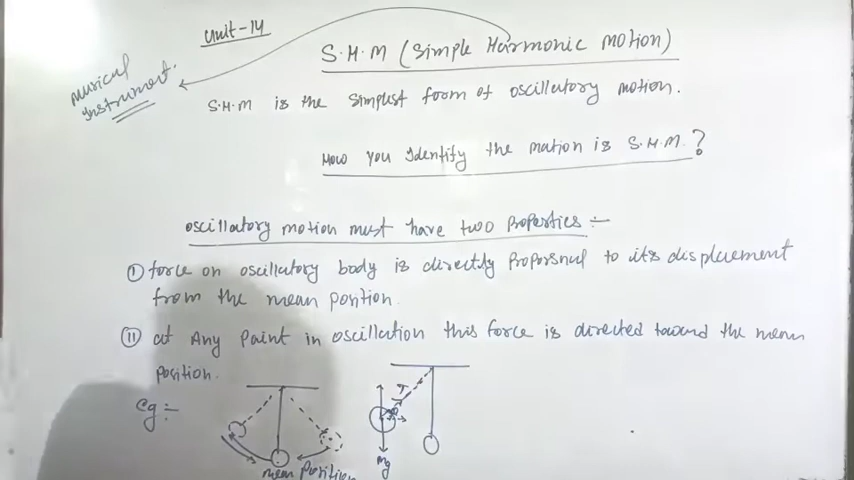 Unit-14
S.H.M (Simple Harmonic Motion)
Musical
Instrument.
S.H.M is the Simplest form of oscillatory motion.
How you Identify the motion is S.H.M.?
oscillatory motion must have two Properties :-
(I) force on oscillatory body is directly Proporsnul to its displacement
from the mean position.
(II) at Any Point in oscillation this force is directed toward the mean
position.
eg :-
T
mg
mean Position